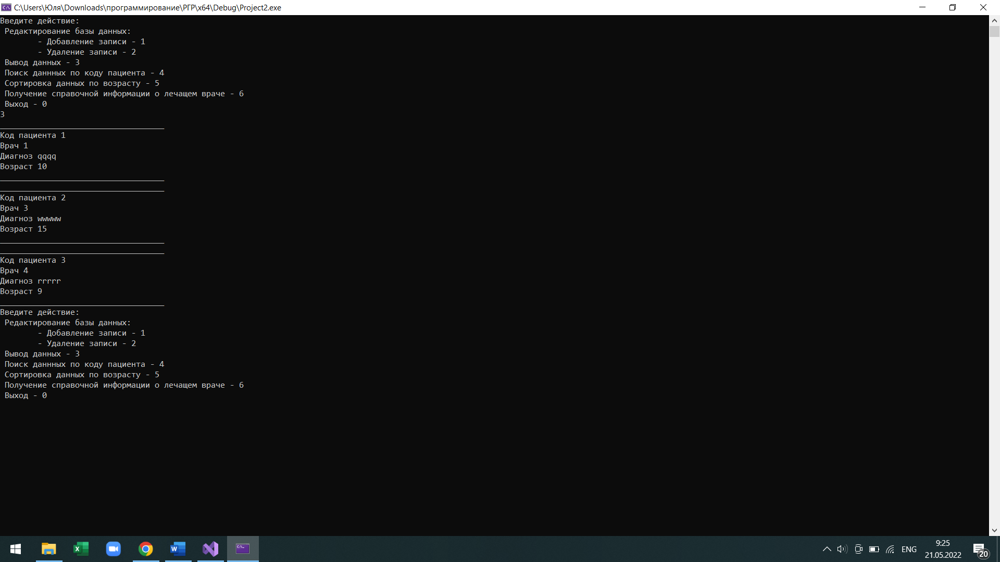 C:\Users\Юля\Downloads\программирование\РГР\x64\Debug\Project2.exe
Введите действие:
Редактирование базы данных:
- Добавление записи - 1
- Удаление записи - 2
Вывод данных - 3
Поиск даннных по коду пациента - 4
Сортировка данных по возрасту - 5
Получение справочной информации о лечащем враче - 6
Выход - 0
3
___________________________________
Код пациента 1
Врач 1
Диагноз qqqq
Возраст 10
___________________________________
___________________________________
Код пациента 2
Врач 3
Диагноз wwwww
Возраст 15
___________________________________
___________________________________
Код пациента 3
Врач 4
Диагноз rrrrr
Возраст 9
___________________________________
Введите действие:
Редактирование базы данных:
- Добавление записи - 1
- Удаление записи - 2
Вывод данных - 3
Поиск даннных по коду пациента - 4
Сортировка данных по возрасту - 5
Получение справочной информации о лечащем враче - 6
Выход - 0
ENG
9:25
21.05.2022
20